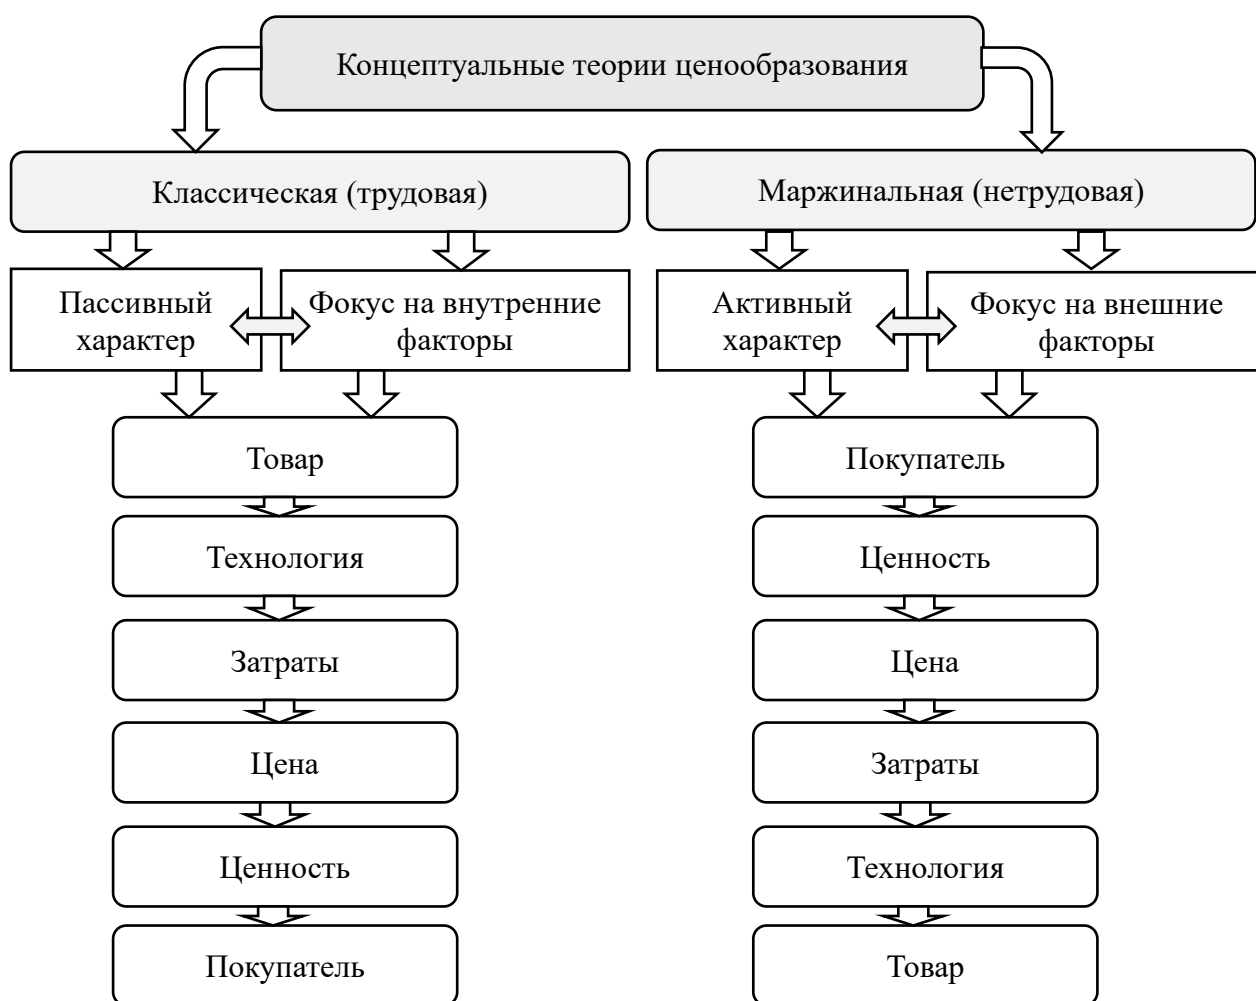 Концептуальные теории ценообразования
Классическая (трудовая)
Маржинальная (нетрудовая)
Пассивный
характер
Фокус на внутренние
факторы
Активный
характер
Фокус на внешние
факторы
Товар
Технология
Затраты
Цена
Ценность
Покупатель
Покупатель
Ценность
Цена
Затраты
Технология
Товар